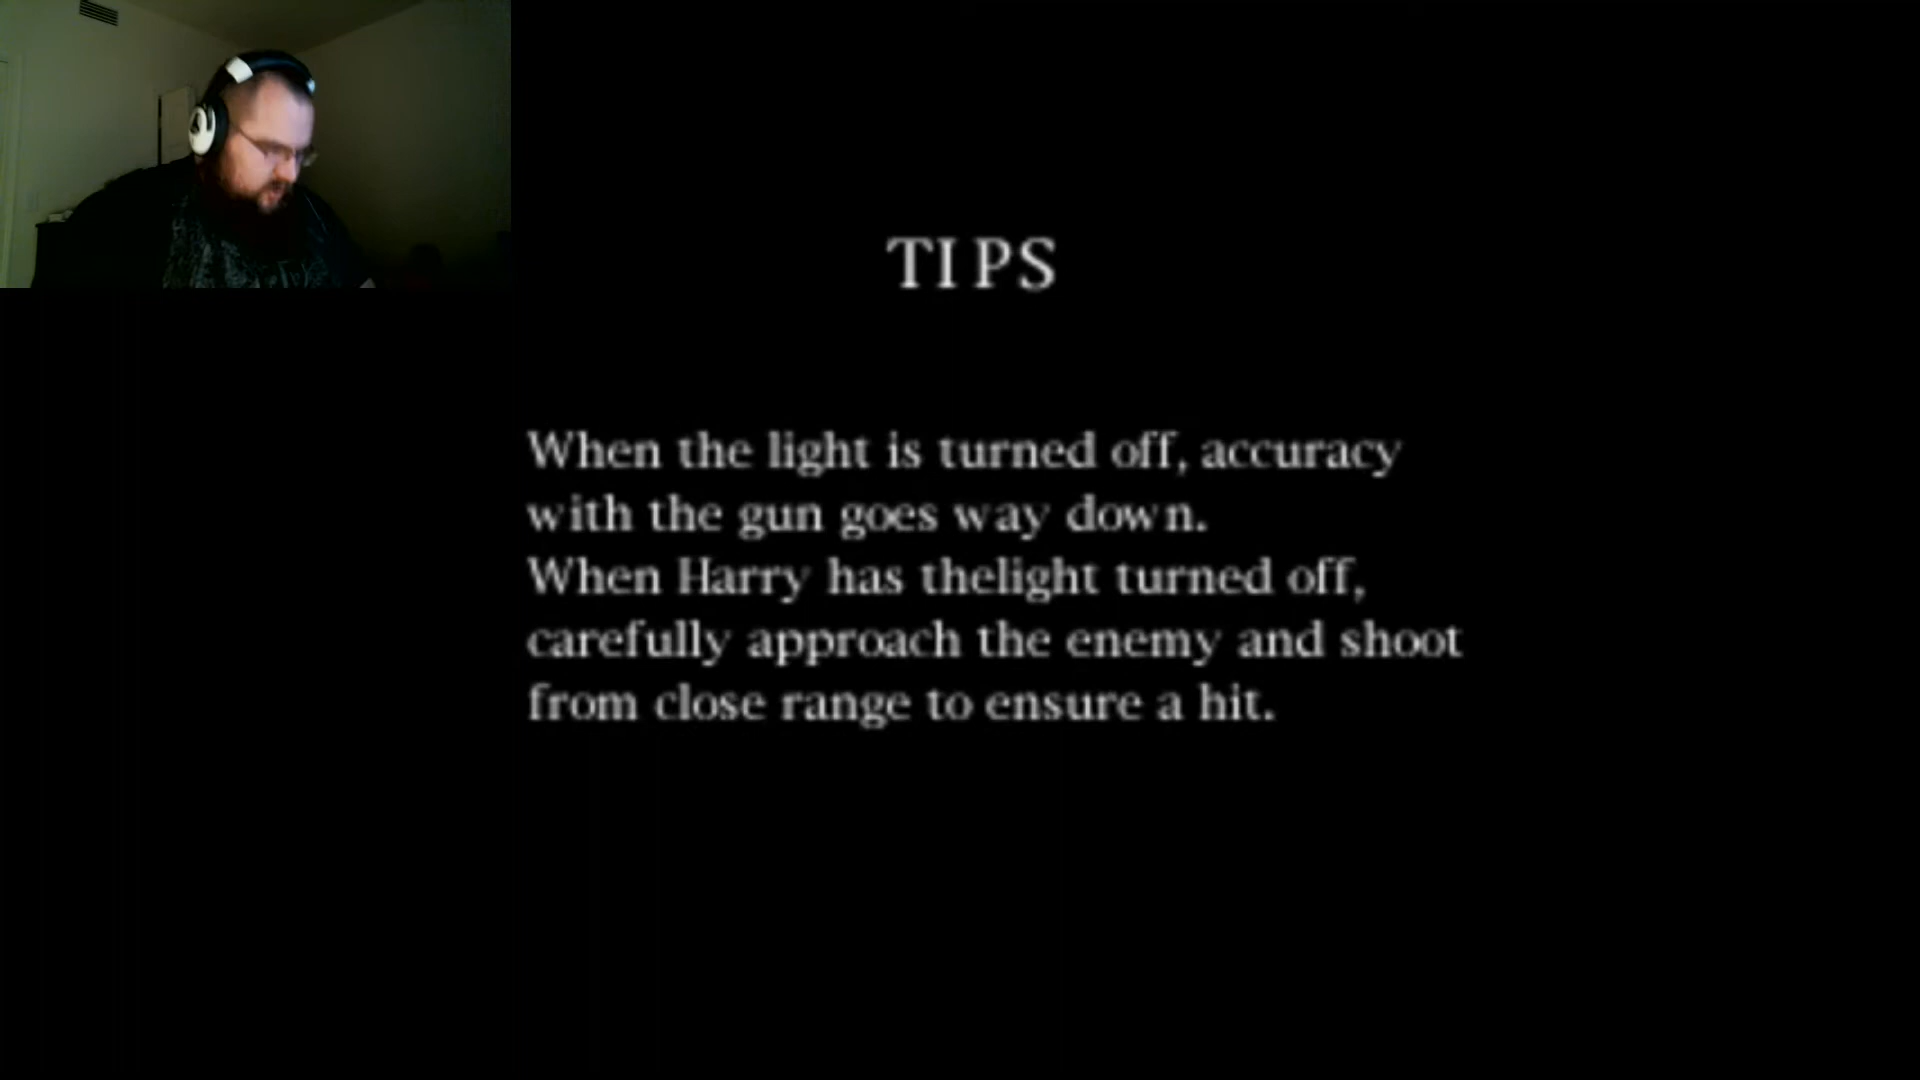 TIPS
When the light is turned off, accuracy
with the gun goes way down.
When Harry has thelight turned off,
carefully approach the enemy and shoot
from close range to ensure a hit.